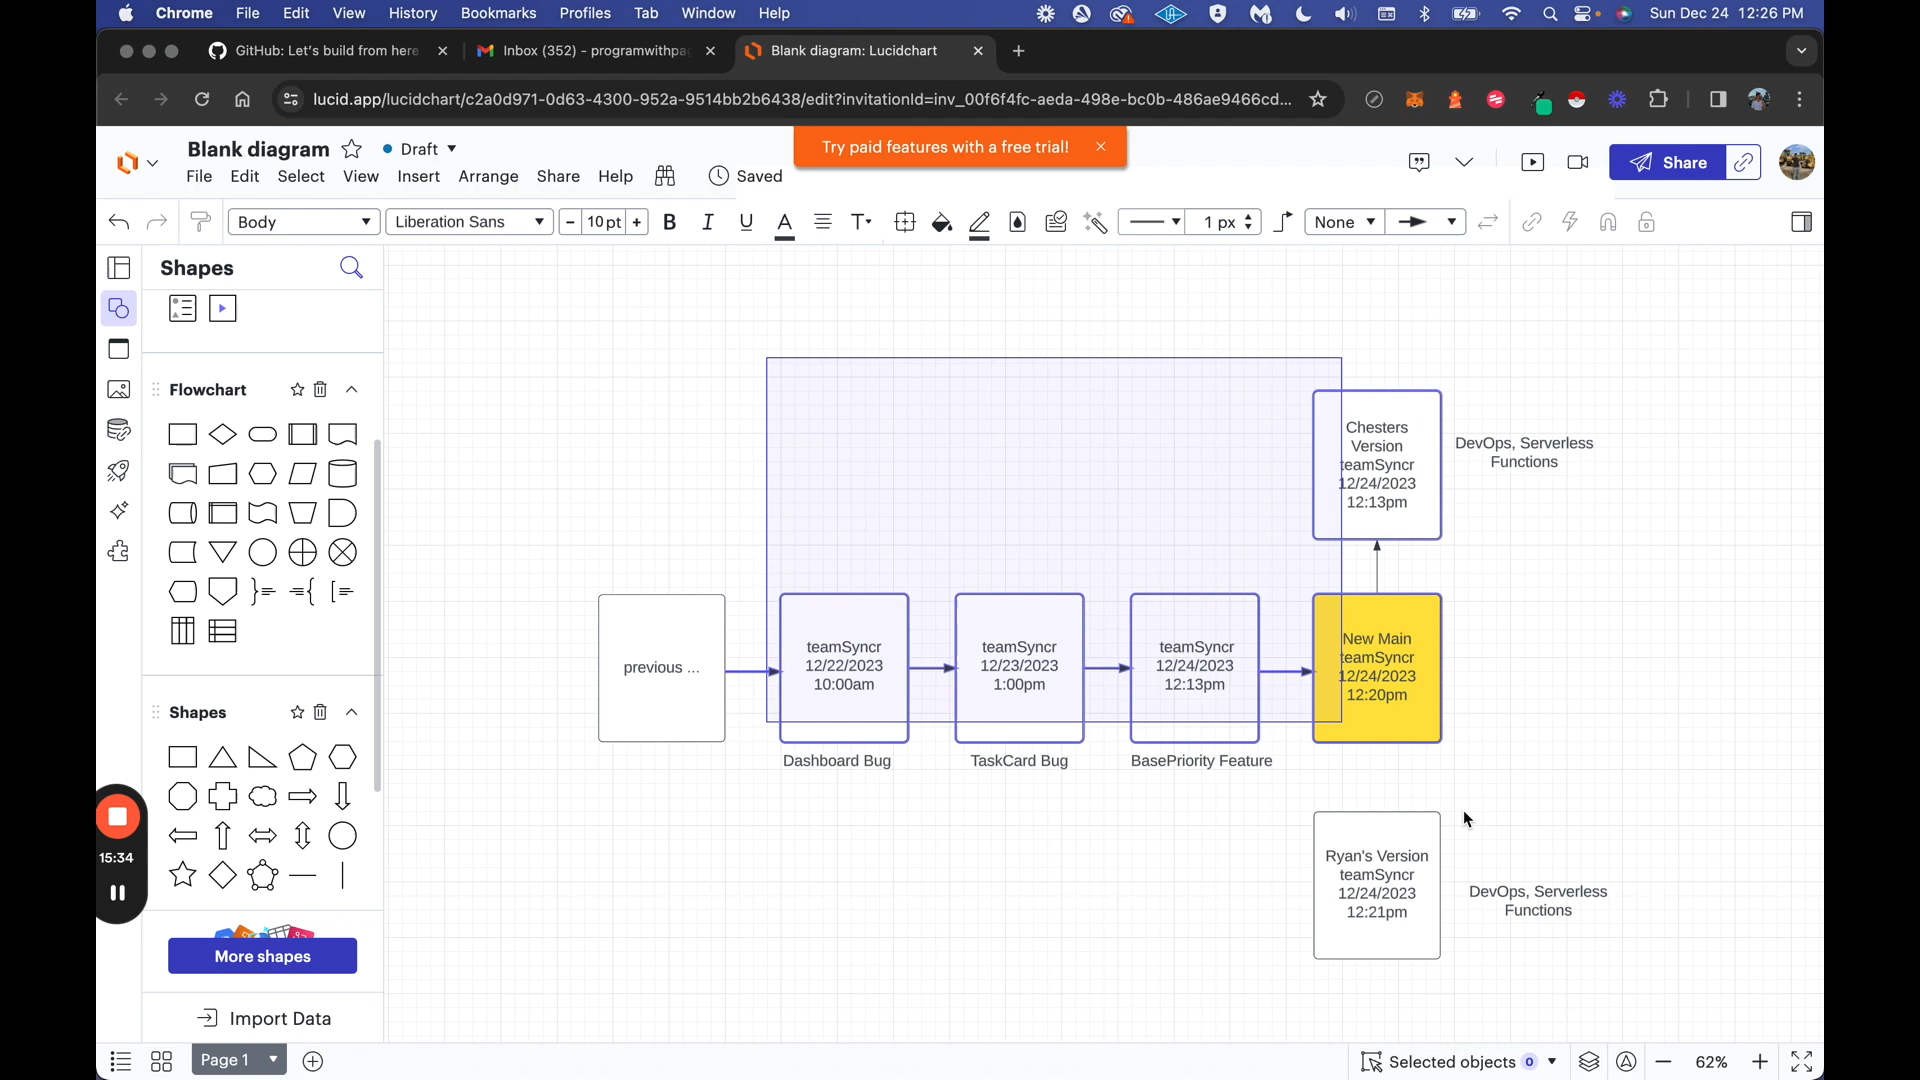 Chrome File Edit View History Bookmarks Profiles Tab Window Help Sun Dec 24 12:26 PM
GitHub: Let's build from here Inbox (352) - programwithpa Blank diagram: Lucidchart
lucid.app/lucidchart/c2a0d971-0d63-4300-952a-9514bb2b6438/edit?invitationId=inv_00f6f4fc-aeda-498e-bc0b-486ae9466cd...
Try paid features with a free trial!
Blank diagram Draft
Share
File Edit Select View Insert Arrange Share Help Saved
Body Liberation Sans 10 pt B I U A T 1 px None
Shapes
Flowchart
Shapes
More shapes
Import Data
15:34
Chesters
Version
teamSyncr
12/24/2023
12:13pm
DevOps, Serverless
Functions
previous ...
teamSyncr
12/22/2023
10:00am
teamSyncr
12/23/2023
1:00pm
teamSyncr
12/24/2023
12:13pm
New Main
teamSyncr
12/24/2023
12:20pm
Dashboard Bug
TaskCard Bug
BasePriority Feature
Ryan's Version
teamSyncr
12/24/2023
12:21pm
DevOps, Serverless
Functions
Page 1
Selected objects 0
62%